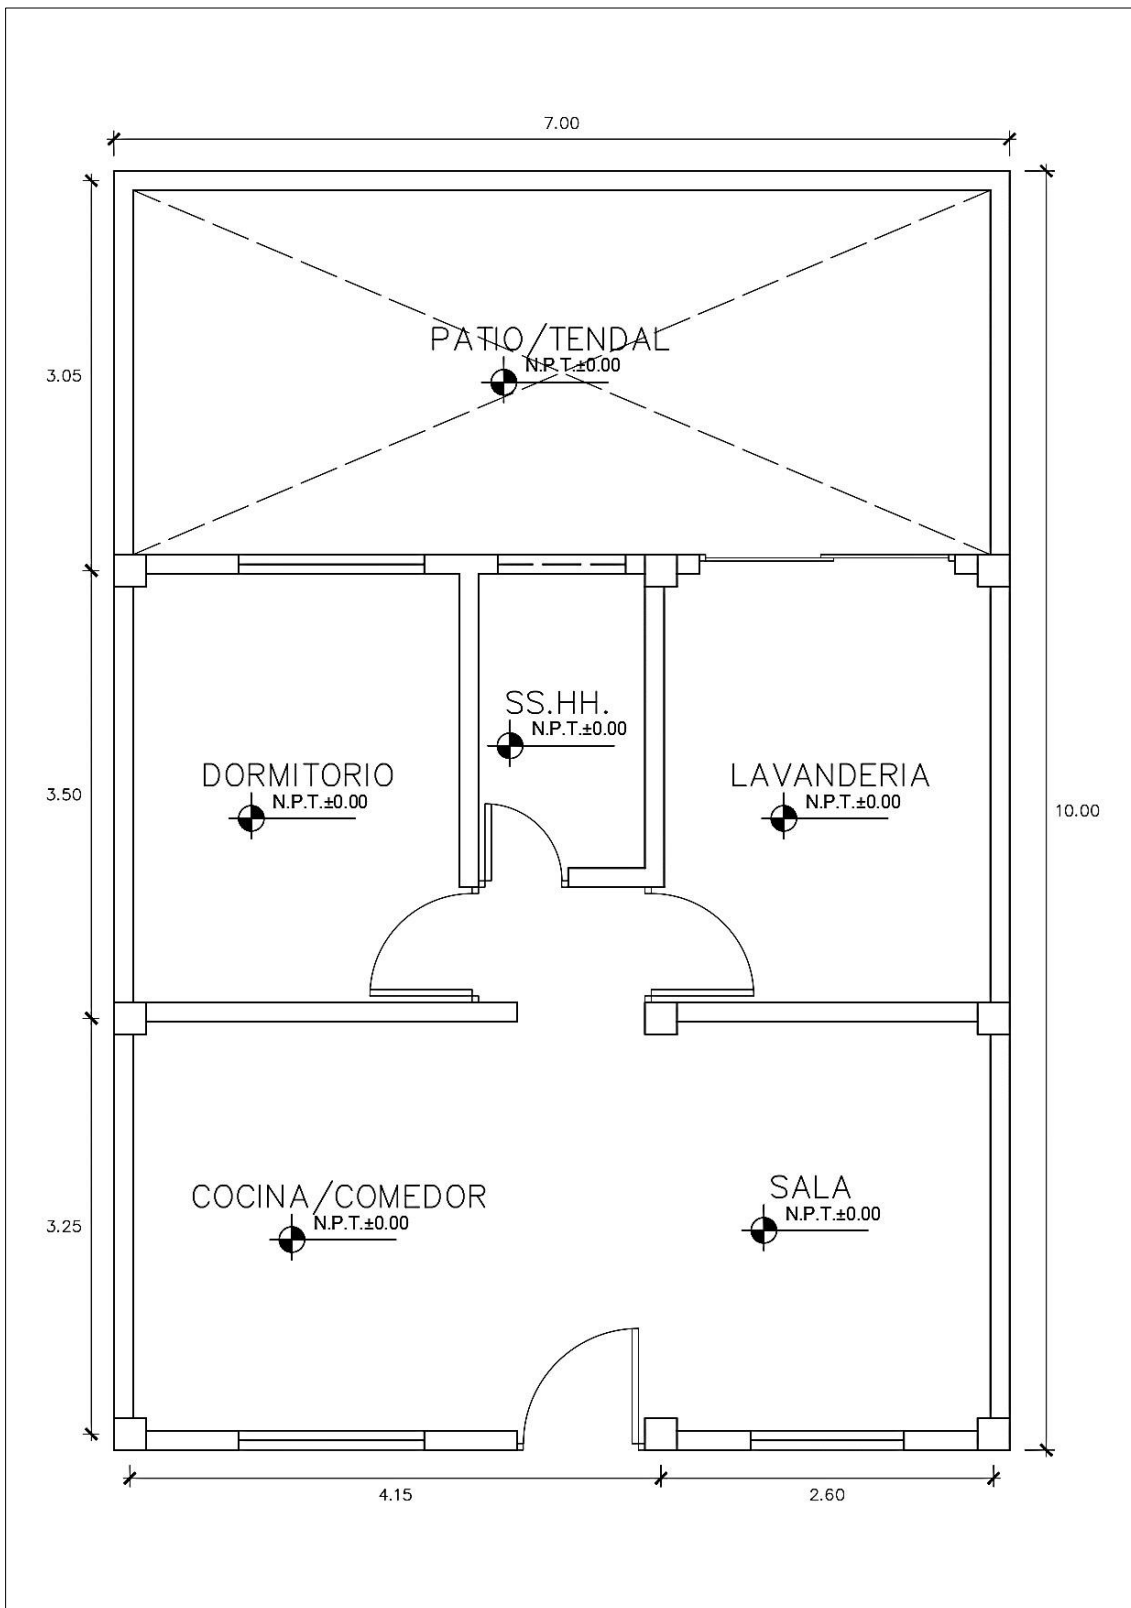 7.00
PATIO/TENDAL
N.P.T.±0.00
3.05
SS.HH.
N.P.T.±0.00
DORMITORIO
N.P.T.±0.00
LAVANDERIA
N.P.T.±0.00
3.50
10.00
COCINA/COMEDOR
N.P.T.±0.00
SALA
N.P.T.±0.00
3.25
4.15
2.60